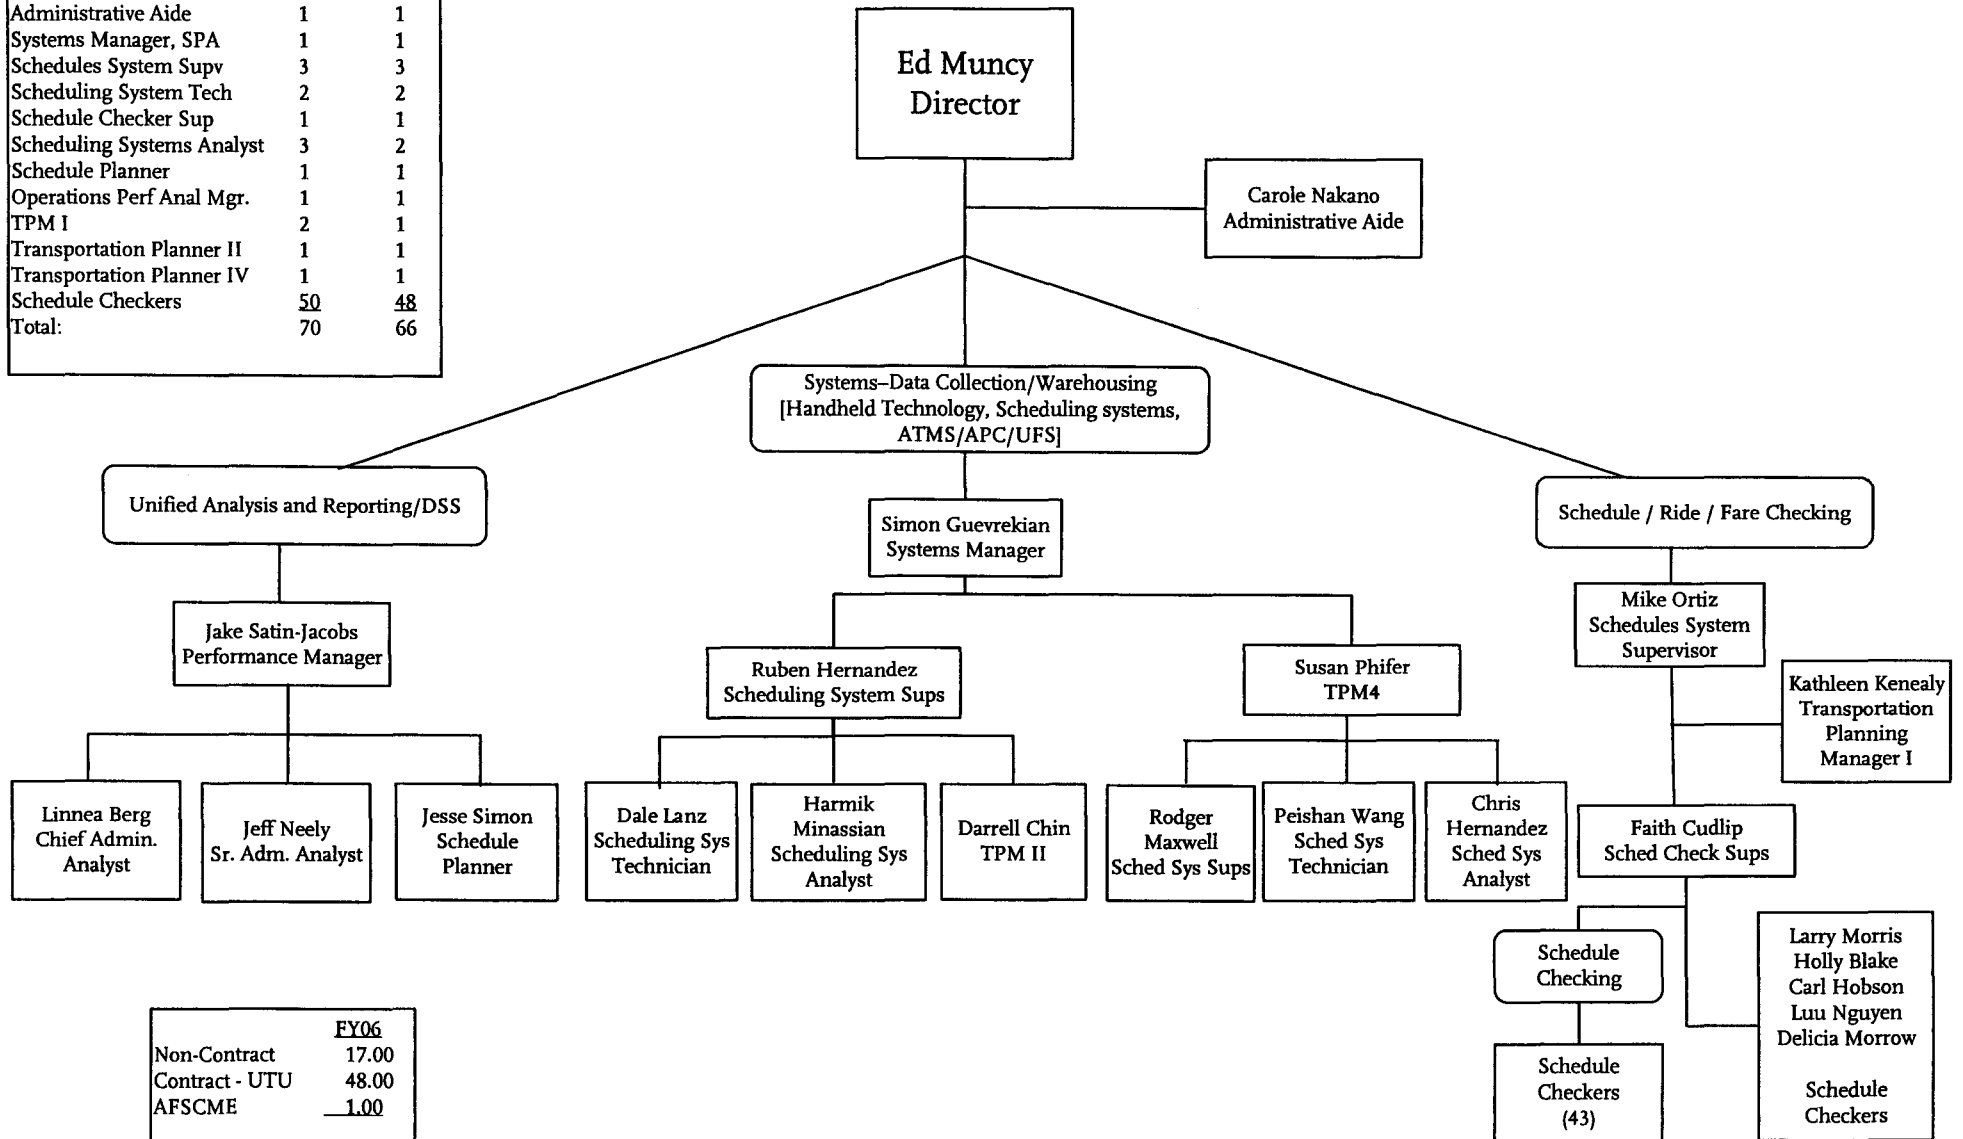 Administrative Aide 1 1
Systems Manager, SPA 1 1
Schedules System Supv 3 3
Scheduling System Tech 2 2
Schedule Checker Sup 1 1
Scheduling Systems Analyst 3 2
Schedule Planner 1 1
Operations Perf Anal Mgr. 1 1
TPM I 2 1
Transportation Planner II 1 1
Transportation Planner IV 1 1
Schedule Checkers 50 48
Total: 70 66
Ed Muncy
Director
Carole Nakano
Administrative Aide
Systems–Data Collection/Warehousing
[Handheld Technology, Scheduling systems,
ATMS/APC/UFS]
Unified Analysis and Reporting/DSS
Schedule / Ride / Fare Checking
Simon Guevrekian
Systems Manager
Jake Satin-Jacobs
Performance Manager
Mike Ortiz
Schedules System
Supervisor
Ruben Hernandez
Scheduling System Sups
Susan Phifer
TPM4
Kathleen Kenealy
Transportation
Planning
Manager I
Linnea Berg
Chief Admin.
Analyst
Jeff Neely
Sr. Adm. Analyst
Jesse Simon
Schedule
Planner
Dale Lanz
Scheduling Sys
Technician
Harmik
Minassian
Scheduling Sys
Analyst
Darrell Chin
TPM II
Rodger
Maxwell
Sched Sys Sups
Peishan Wang
Sched Sys
Technician
Chris
Hernandez
Sched Sys
Analyst
Faith Cudlip
Sched Check Sups
Schedule
Checking
Schedule
Checkers
(43)
Larry Morris
Holly Blake
Carl Hobson
Luu Nguyen
Delicia Morrow
Schedule
Checkers
FY06
Non-Contract 17.00
Contract - UTU 48.00
AFSCME 1.00